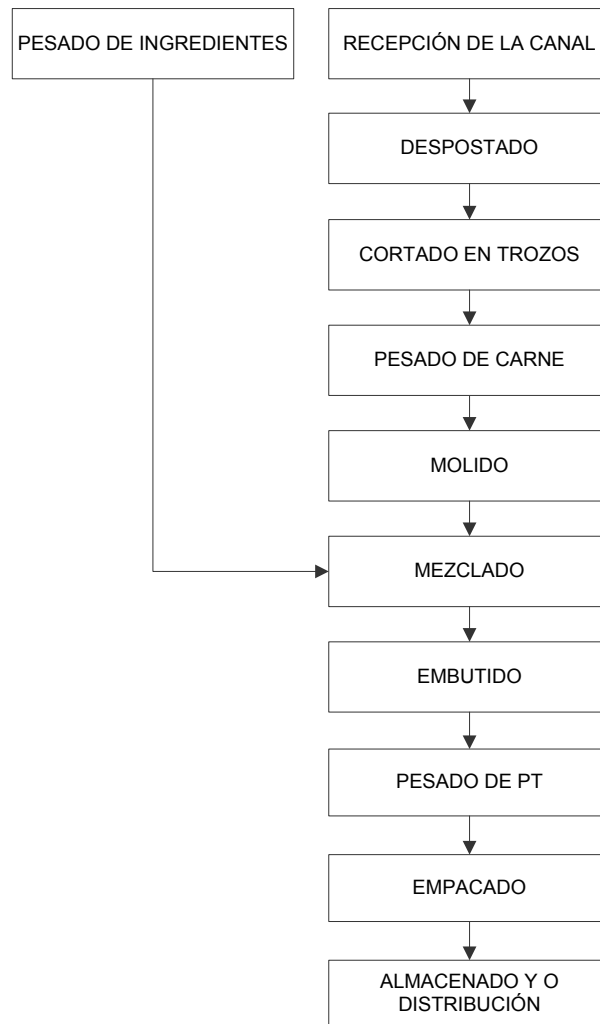 PESADO DE INGREDIENTES
RECEPCIÓN DE LA CANAL
DESPOSTADO
CORTADO EN TROZOS
PESADO DE CARNE
MOLIDO
MEZCLADO
EMBUTIDO
PESADO DE PT
EMPACADO
ALMACENADO Y O
DISTRIBUCIÓN